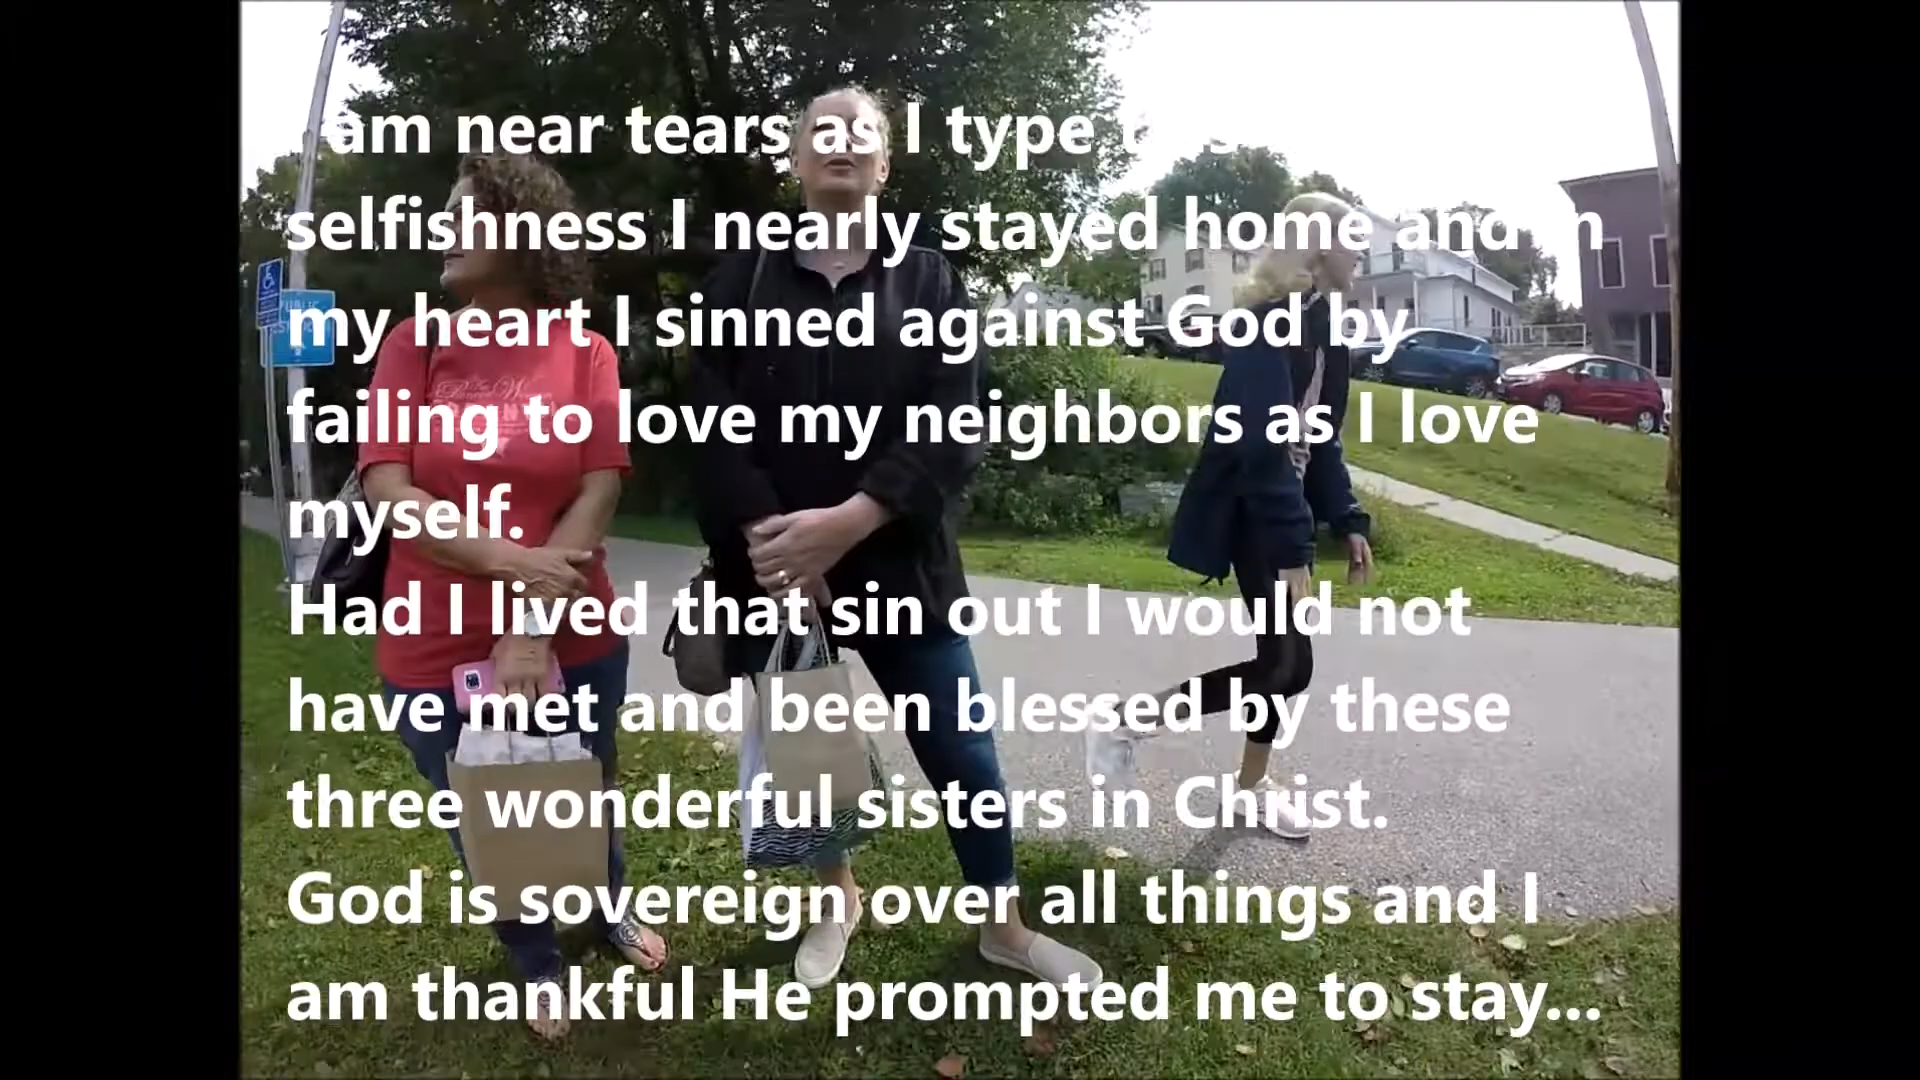 am near tears as I type
selfishness I nearly stayed home and in
my heart I sinned against God by
failing to love my neighbors as I love
myself.
Had I lived that sin out I would not
have met and been blessed by these
three wonderful sisters in Christ.
God is sovereign over all things and I
am thankful He prompted me to stay...
PUBLIC